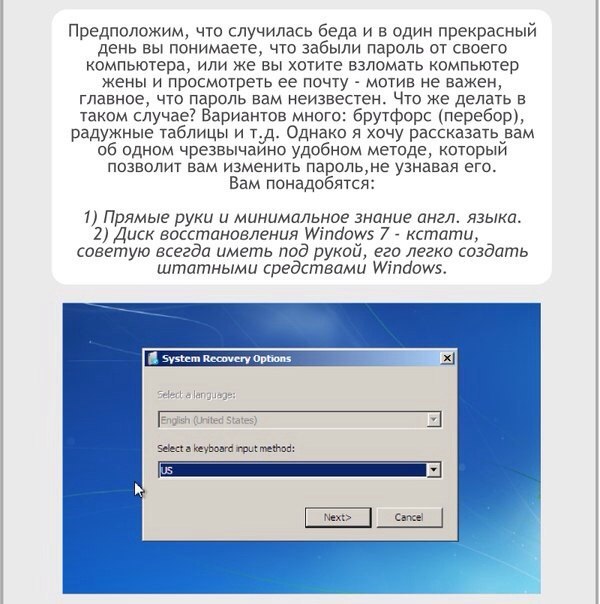 Предположим, что случилась беда и в один прекрасный
день вы понимаете, что забыли пароль от своего
компьютера, или же вы хотите взломать компьютер
жены и просмотреть ее почту - мотив не важен,
главное, что пароль вам неизвестен. Что же делать в
таком случае? Вариантов много: брутфорс (перебор),
радужные таблицы и т.д. Однако я хочу рассказать вам
об одном чрезвычайно удобном методе, который
позволит вам изменить пароль,не узнавая его.
Вам понадобятся:
1) Прямые руки и минимальное знание англ. языка.
2) Диск восстановления Windows 7 - кстати,
советую всегда иметь под рукой, его легко создать
штатными средствами Windows.
System Recovery Options
Select a language:
English (United States)
Select a keyboard input method:
US
Next>
Cancel